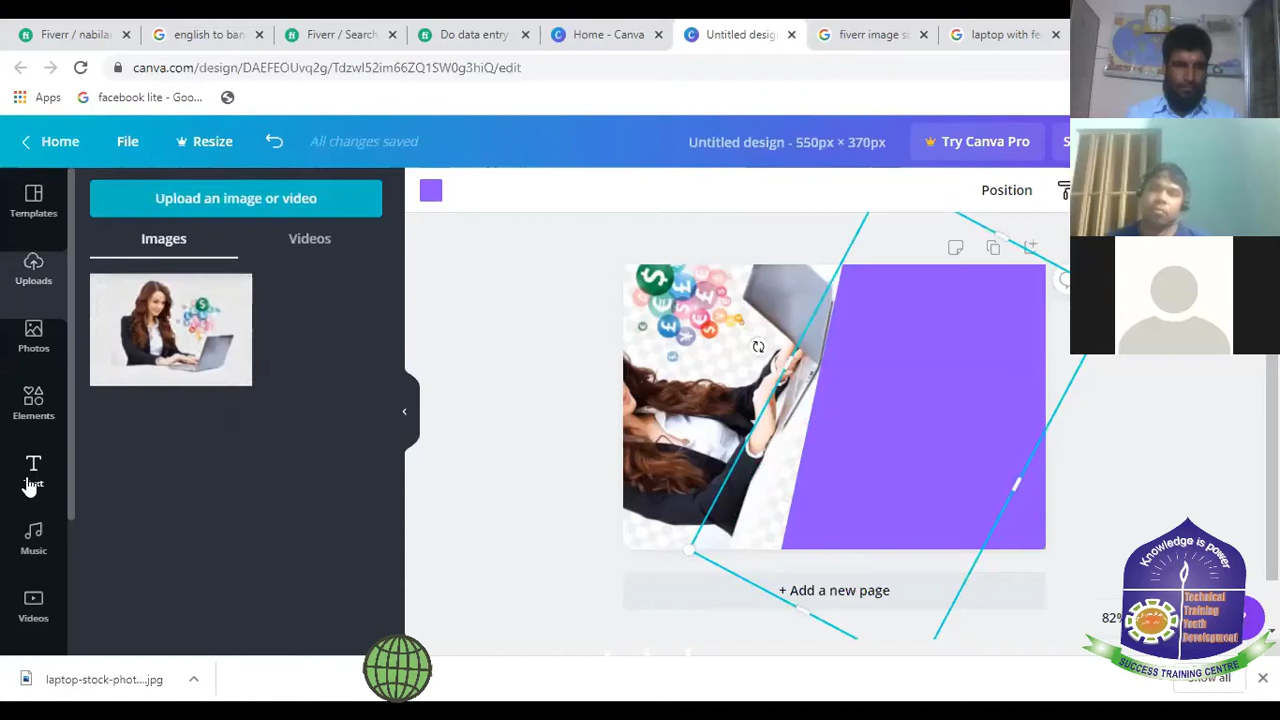 Fiverr / nabila
english to ban
Fiverr / Search
Do data entry
Home - Canva
Untitled desig
fiverr image si
laptop with fe
canva.com/design/DAEFEOUvq2g/Tdzwl52im66ZQ1SW0g3hiQ/edit
Apps
facebook lite - Goo...
Home
File
Resize
All changes saved
Untitled design - 550px × 370px
Try Canva Pro
S
Templates
Uploads
Photos
Elements
Music
Videos
Upload an image or video
Images
Videos
Position
+ Add a new page
82%
laptop-stock-phot....jpg
Show all
Knowledge is power
Technical
Training
Youth
Development
SUCCESS TRAINING CENTRE